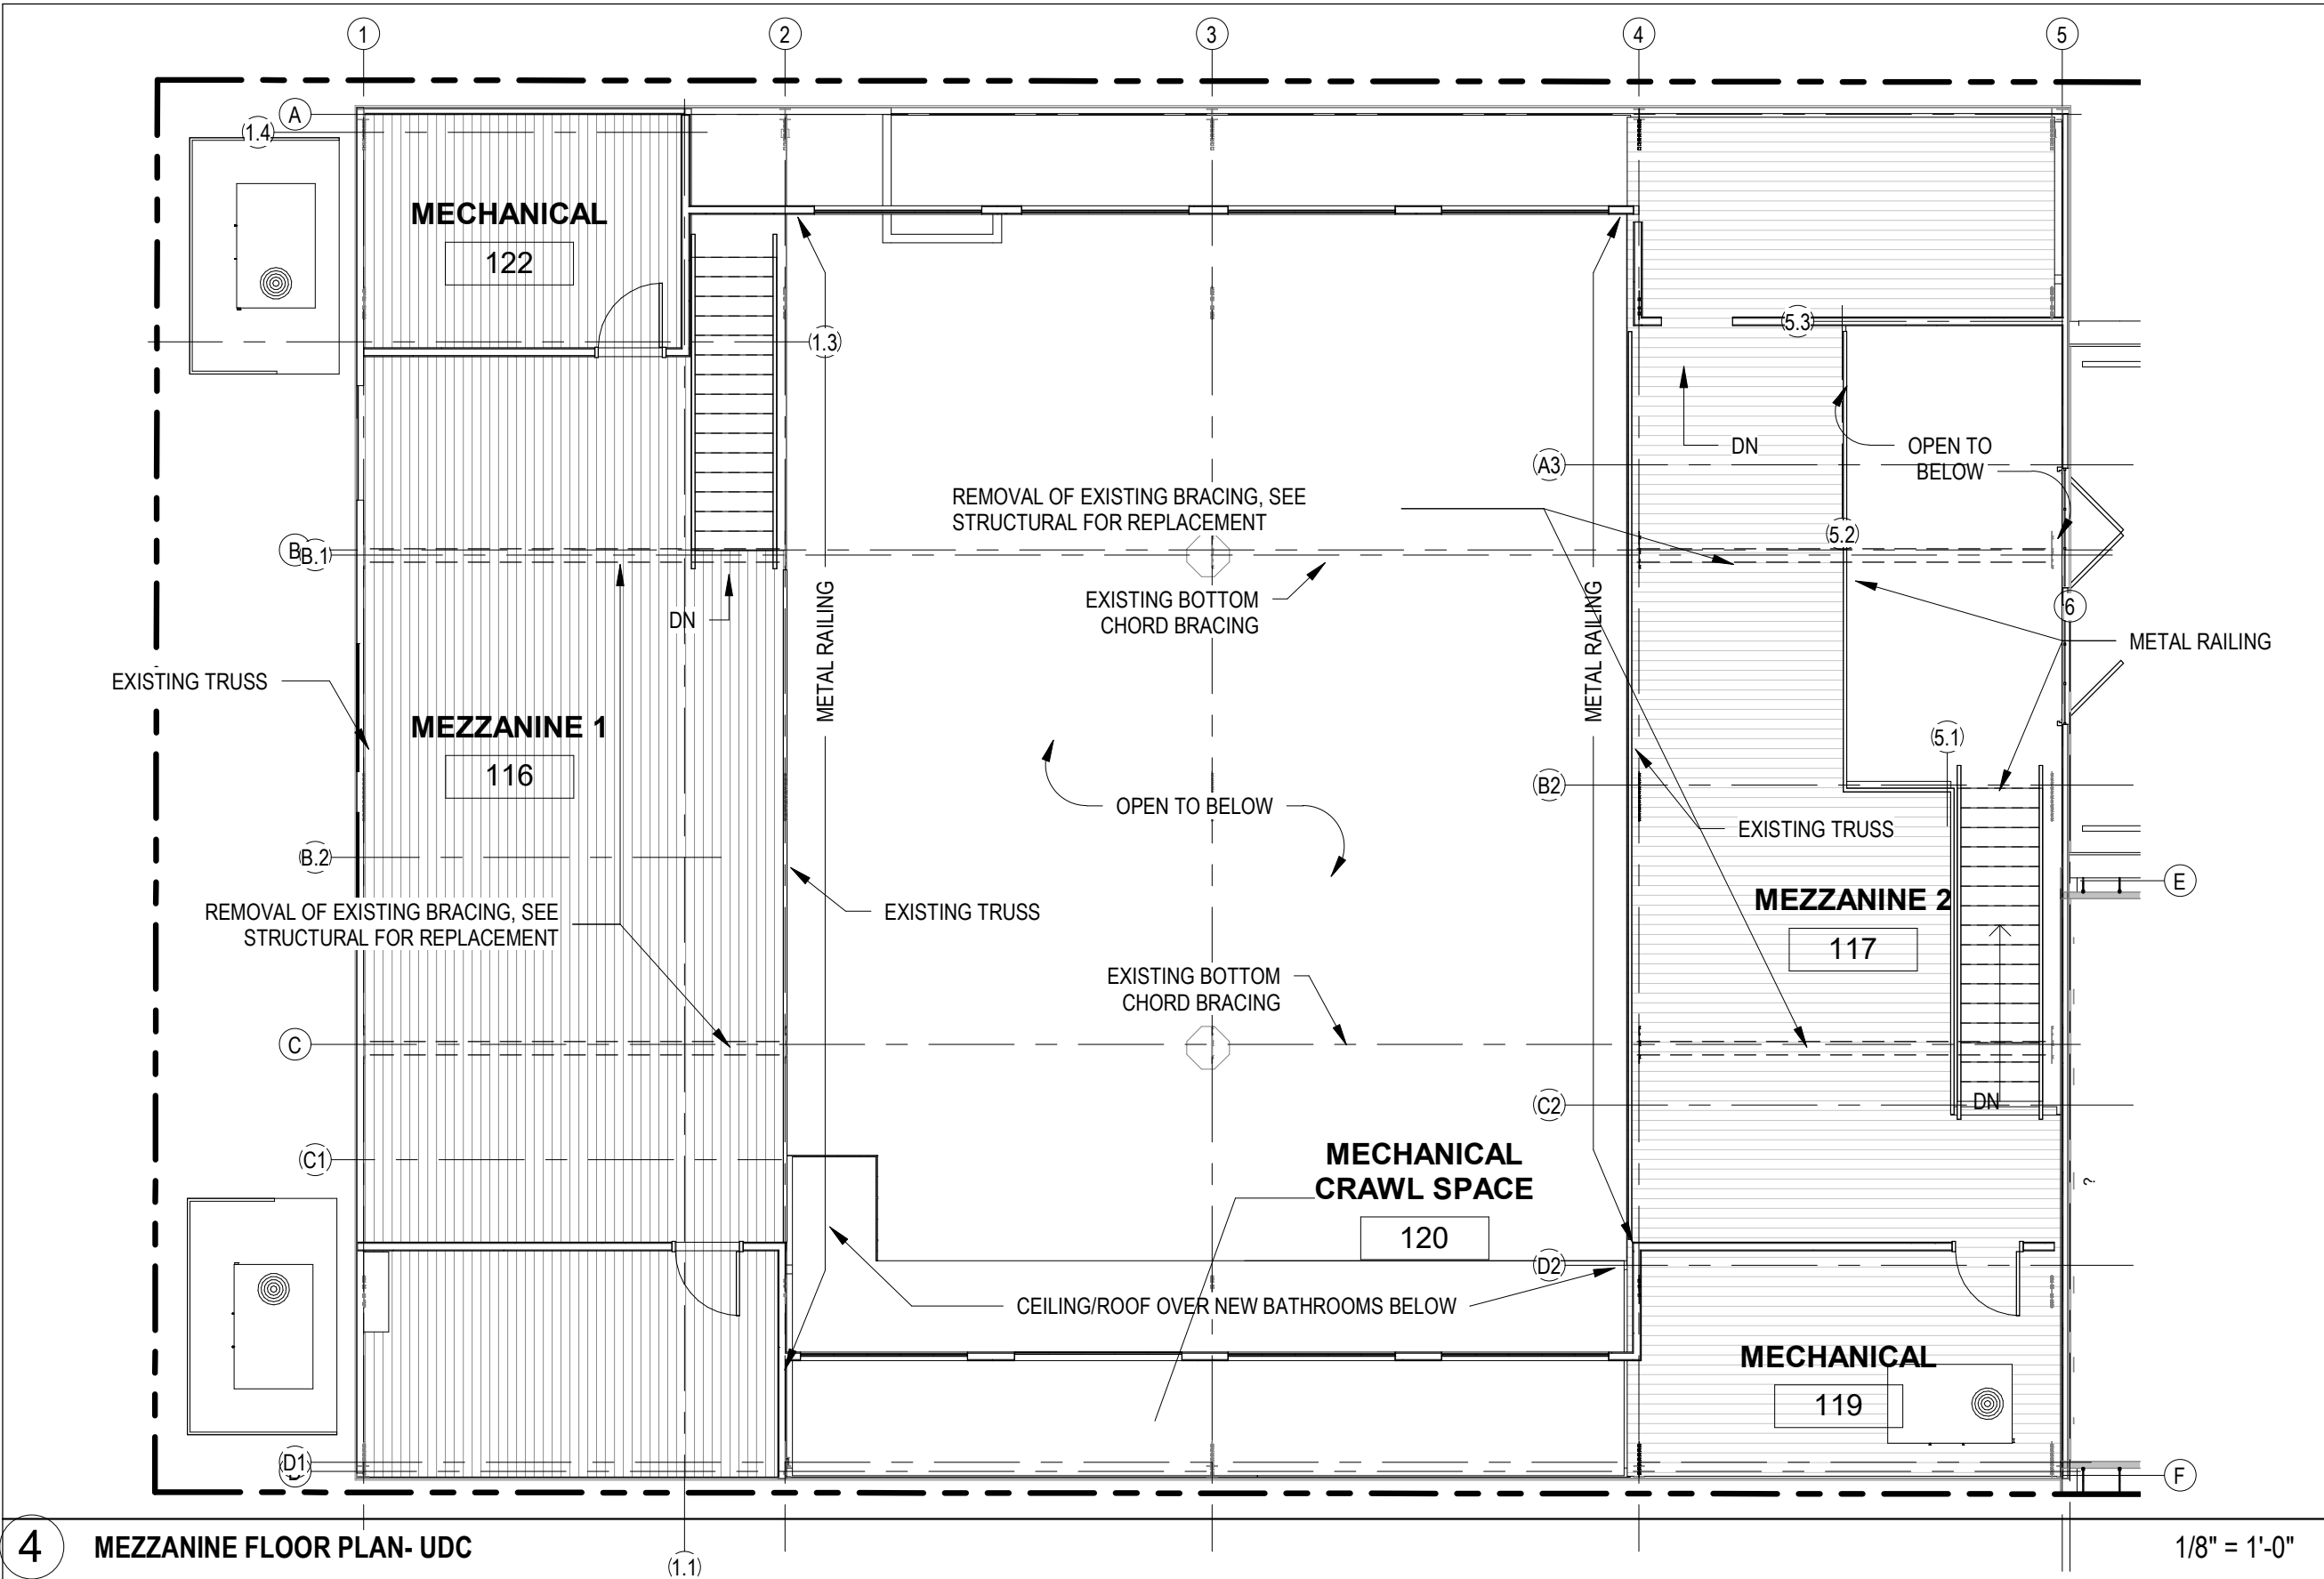 1
2
3
4
5
A
1.4
MECHANICAL
122
1.3
5.3
DN
OPEN TO
BELOW
A3
REMOVAL OF EXISTING BRACING, SEE
STRUCTURAL FOR REPLACEMENT
5.2
B
B.1
EXISTING BOTTOM
CHORD BRACING
DN
METAL RAILING
METAL RAILING
6
METAL RAILING
EXISTING TRUSS
MEZZANINE 1
116
5.1
B2
OPEN TO BELOW
EXISTING TRUSS
B.2
E
MEZZANINE 2
117
REMOVAL OF EXISTING BRACING, SEE
STRUCTURAL FOR REPLACEMENT
EXISTING TRUSS
EXISTING BOTTOM
CHORD BRACING
C
C2
DN
C1
MECHANICAL
CRAWL SPACE
120
?
D2
CEILING/ROOF OVER NEW BATHROOMS BELOW
MECHANICAL
119
D1
F
4
MEZZANINE FLOOR PLAN- UDC
1.1
1/8" = 1'-0"